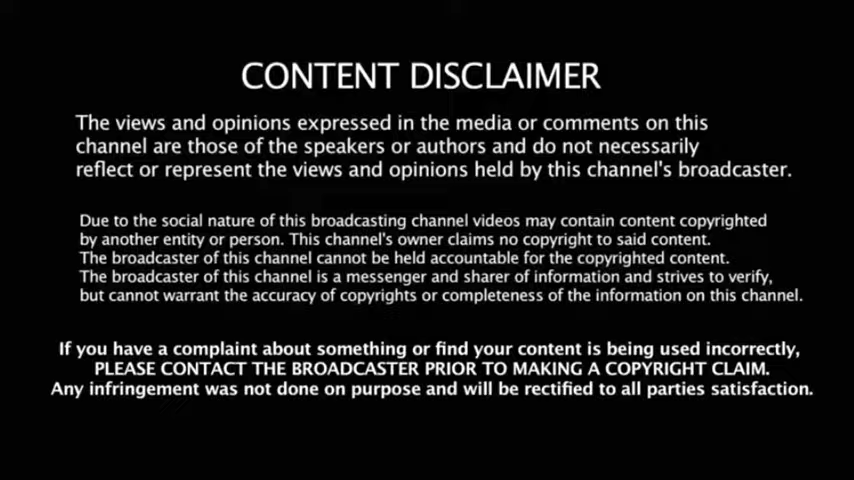 CONTENT DISCLAIMER
The views and opinions expressed in the media or comments on this
channel are those of the speakers or authors and do not necessarily
reflect or represent the views and opinions held by this channel's broadcaster.
Due to the social nature of this broadcasting channel videos may contain content copyrighted
by another entity or person. This channel's owner claims no copyright to said content.
The broadcaster of this channel cannot be held accountable for the copyrighted content.
The broadcaster of this channel is a messenger and sharer of information and strives to verify,
but cannot warrant the accuracy of copyrights or completeness of the information on this channel.
If you have a complaint about something or find your content is being used incorrectly,
PLEASE CONTACT THE BROADCASTER PRIOR TO MAKING A COPYRIGHT CLAIM.
Any infringement was not done on purpose and will be rectified to all parties satisfaction.